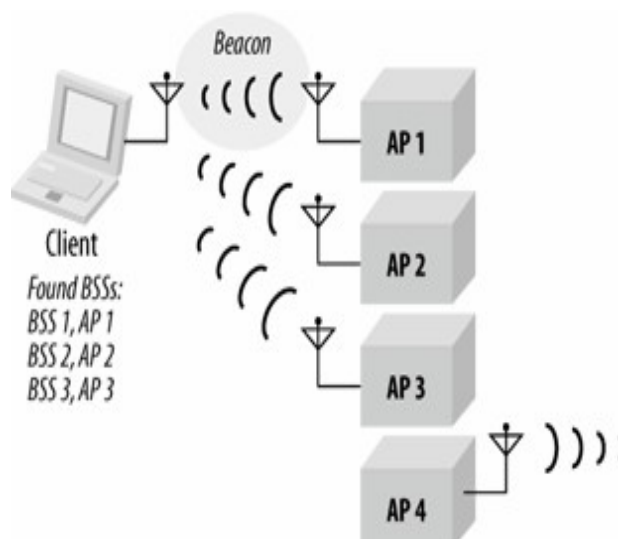 Beacon
AP 1
AP 2
Client
Found BSSs:
BSS 1, AP 1
BSS 2, AP 2
BSS 3, AP 3
AP 3
AP 4